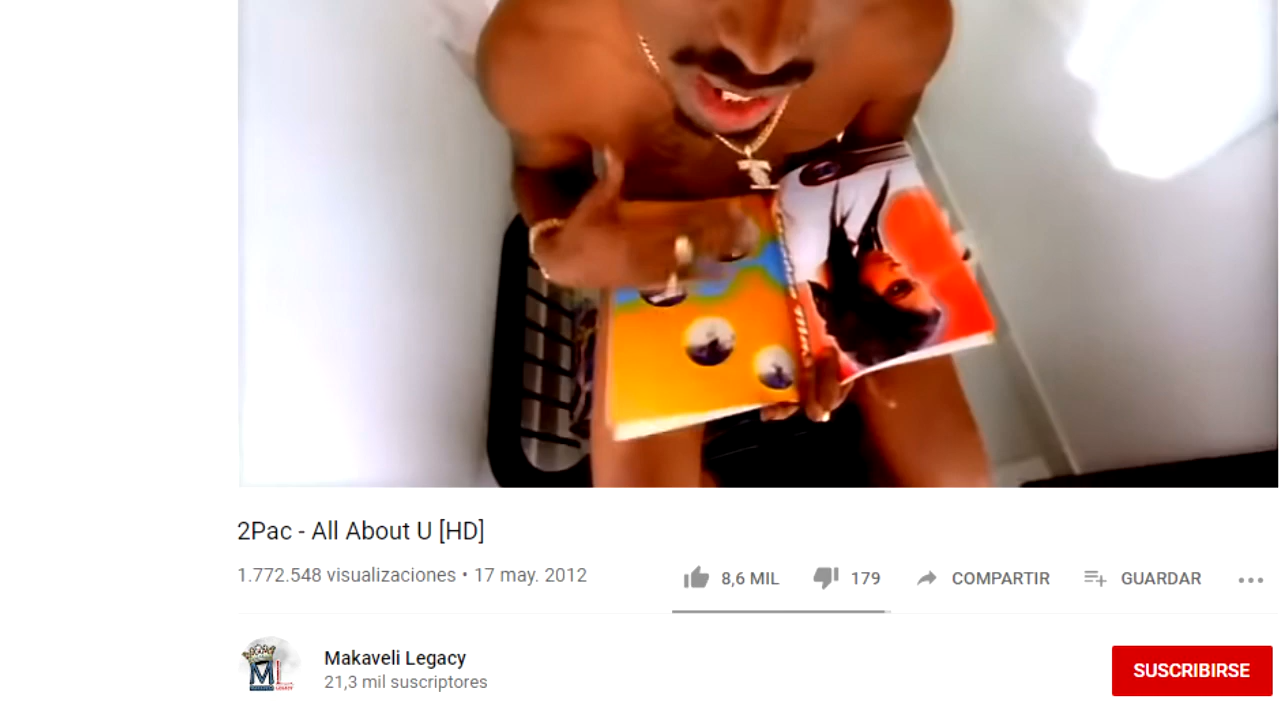 2Pac - All About U [HD]
1.772.548 visualizaciones • 17 may. 2012
8,6 MIL 179 COMPARTIR GUARDAR
Makaveli Legacy
21,3 mil suscriptores
SUSCRIBIRSE